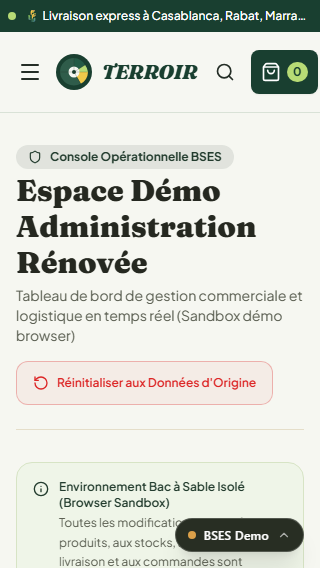 Livraison express à Casablanca, Rabat, Marra...
TERROIR
0
Console Opérationnelle BSES
Espace Démo
Administration
Rénovée
Tableau de bord de gestion commerciale et
logistique en temps réel (Sandbox démo
browser)
Réinitialiser aux Données d'Origine
Environnement Bac à Sable Isolé
(Browser Sandbox)
Toutes les modifications
produits, aux stocks,
BSES Demo
livraison et aux commandes sont